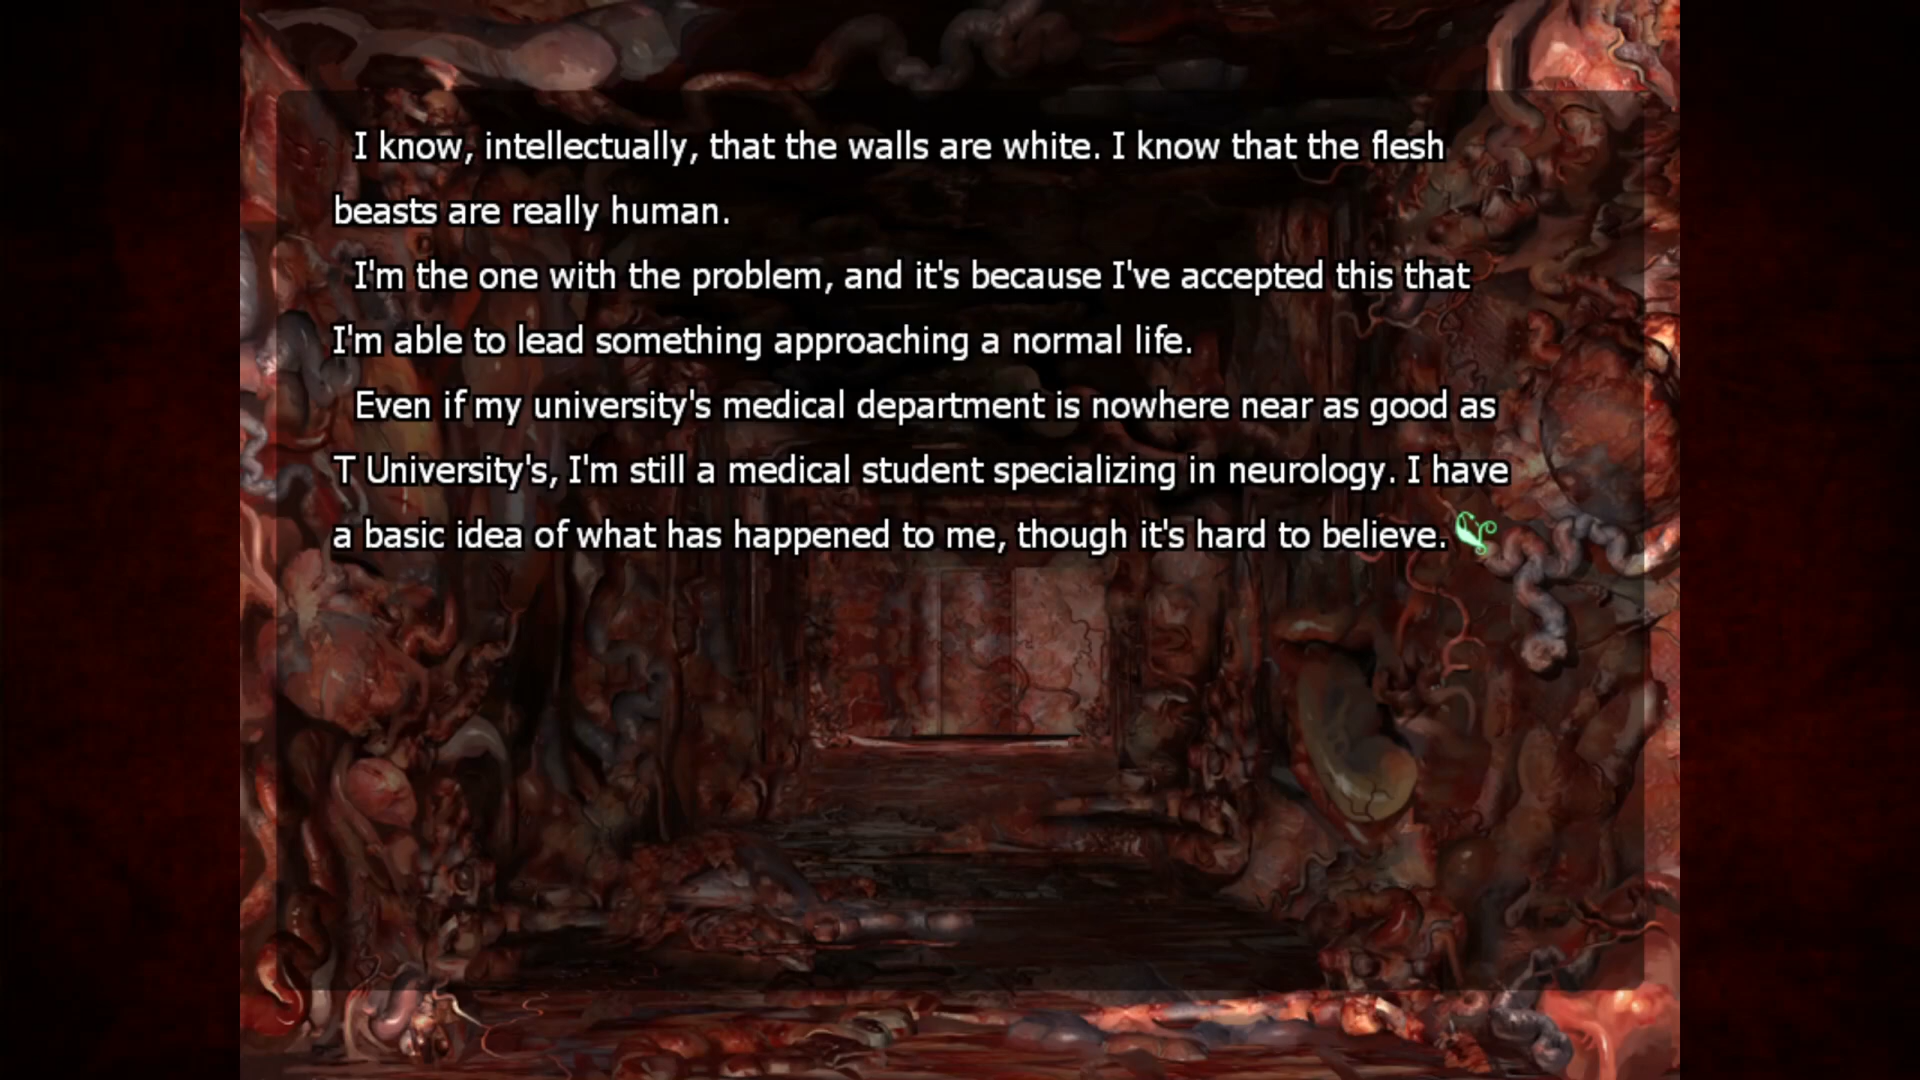 I know, intellectually, that the walls are white. I know that the flesh
beasts are really human.
I'm the one with the problem, and it's because I've accepted this that
I'm able to lead something approaching a normal life.
Even if my university's medical department is nowhere near as good as
T University's, I'm still a medical student specializing in neurology. I have
a basic idea of what has happened to me, though it's hard to believe.